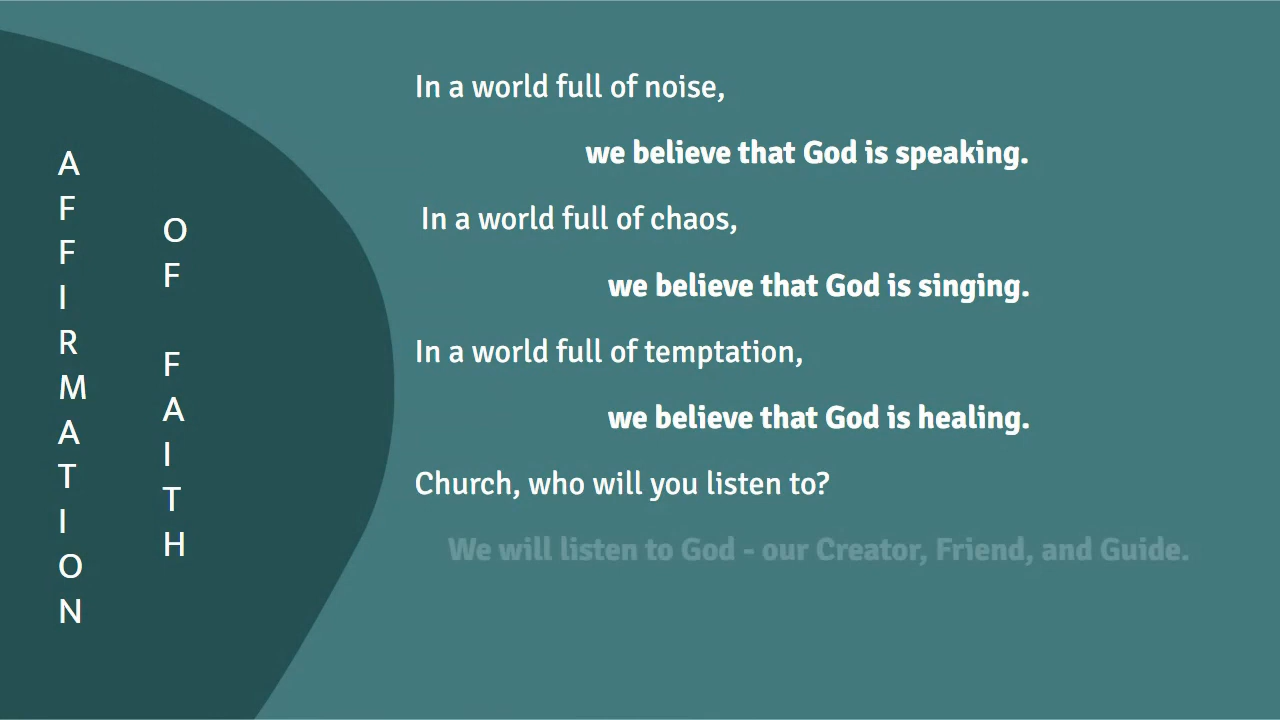 AFFIRMATION
OF FAITH
In a world full of noise,
we believe that God is speaking.
In a world full of chaos,
we believe that God is singing.
In a world full of temptation,
we believe that God is healing.
Church, who will you listen to?
We will listen to God - our Creator, Friend, and Guide.